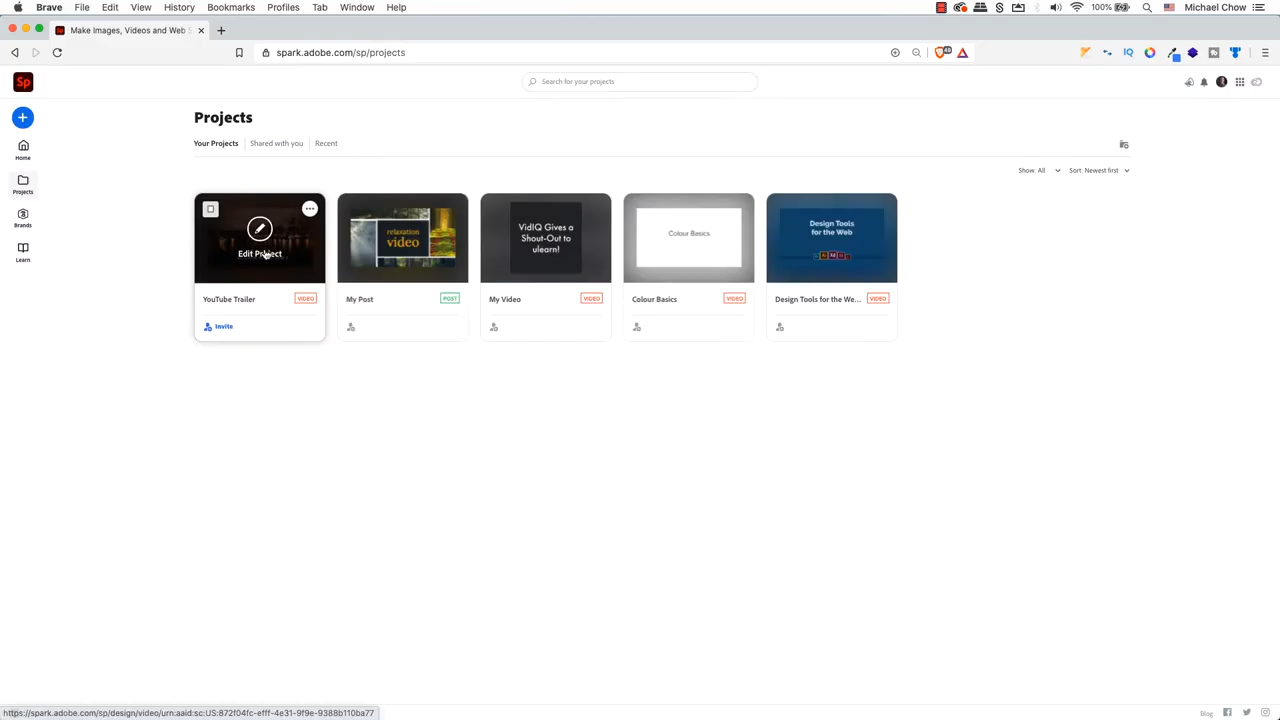 Brave File Edit View History Bookmarks Profiles Tab Window Help 100% Michael Chow
Sp Make Images, Videos and Web S
spark.adobe.com/sp/projects
Sp Search for your projects
Projects
Home
Your Projects Shared with you Recent
Show: All Sort: Newest first
Projects
Brands
Learn
Edit Project
relaxation
video
VidIQ Gives a
Shout-Out to
ulearn!
Colour Basics
Design Tools
for the Web
YouTube Trailer VIDEO
My Post POST
My Video VIDEO
Colour Basics VIDEO
Design Tools for the We... VIDEO
Invite
https://spark.adobe.com/sp/design/video/urn:aaid:sc:US:872f04fc-efff-4e31-9f9e-9388b110ba77
Blog